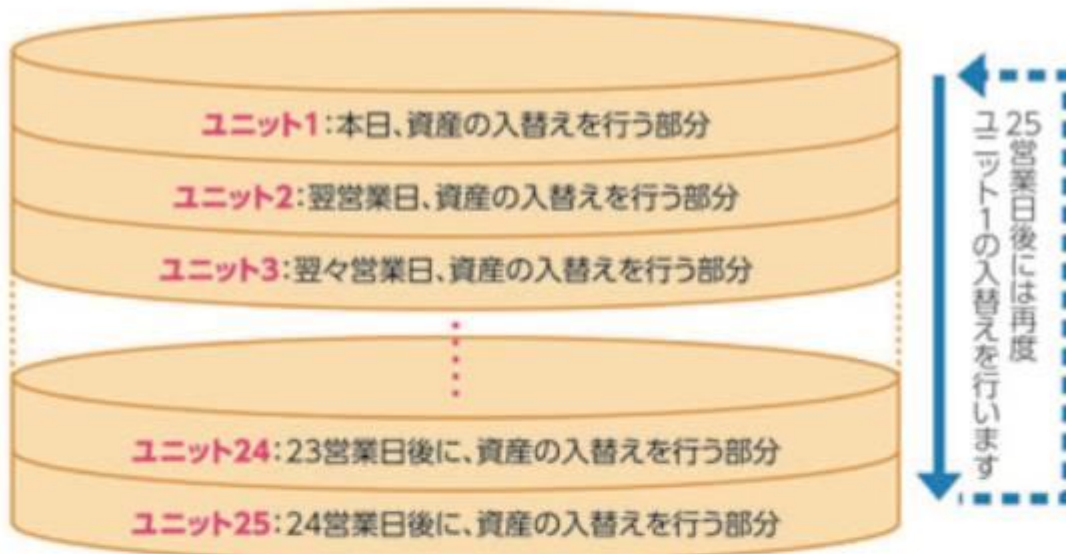 ユニット1:本日、資産の入替えを行う部分
ユニット2:翌営業日、資産の入替えを行う部分
ユニット3:翌々営業日、資産の入替えを行う部分
ユニット24:23営業日後に、資産の入替えを行う部分
ユニット25:24営業日後に、資産の入替えを行う部分
25営業日後には再度
ユニット1の入替えを行います